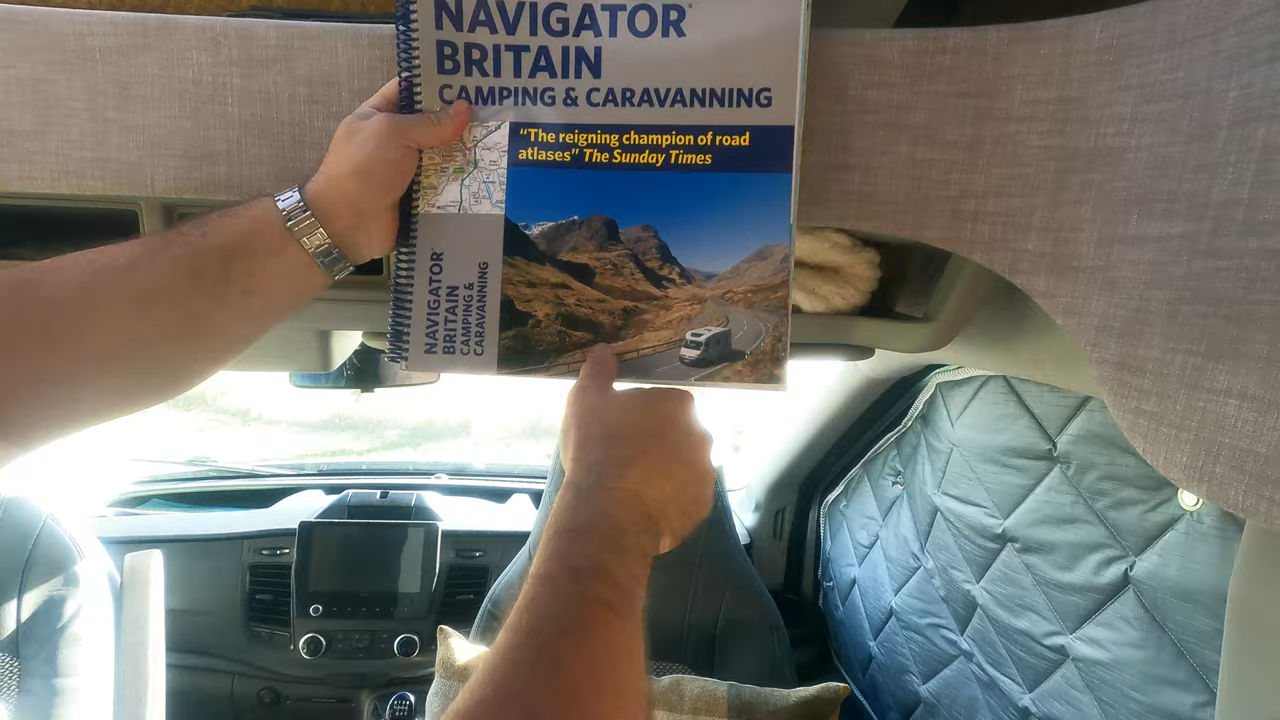 NAVIGATOR®
BRITAIN
CAMPING & CARAVANNING
“The reigning champion of road
atlases” The Sunday Times
NAVIGATOR®
BRITAIN
CAMPING &
CARAVANNING